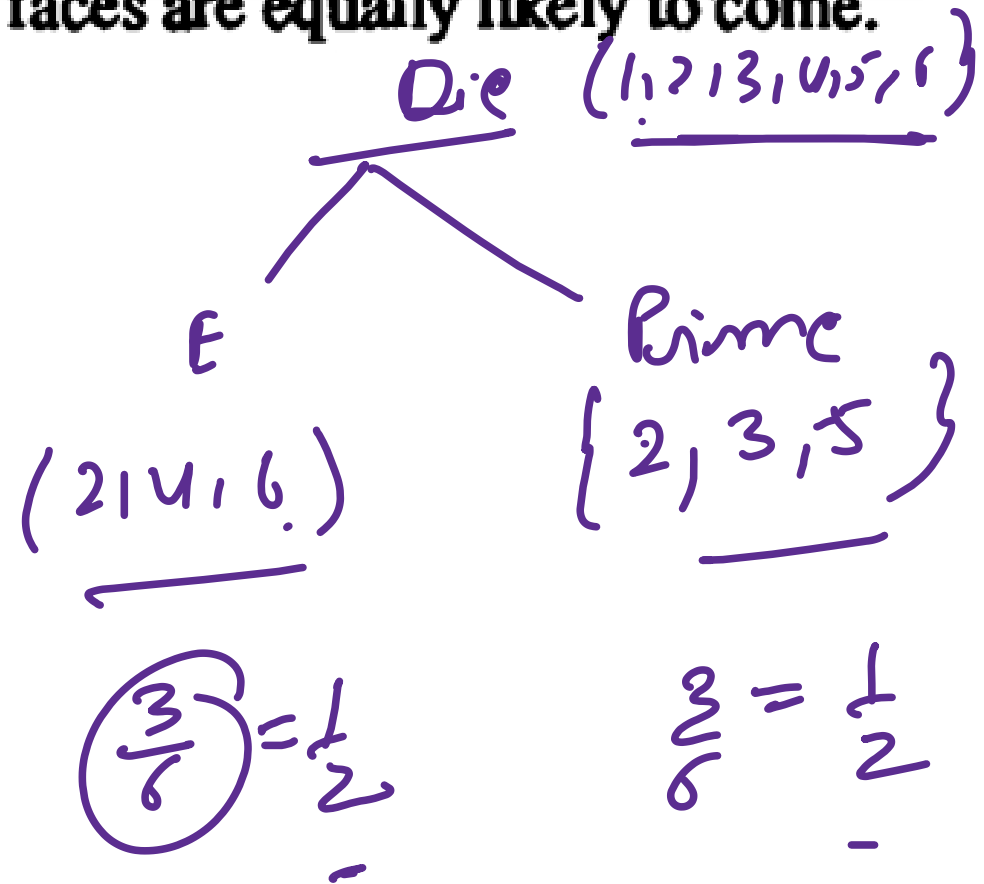 faces are equally likely to come.
Die (1,2,3,4,5,6)
E Prime
(2,4,6) {2,3,5}
3/6 = 1/2 3/6 = 1/2